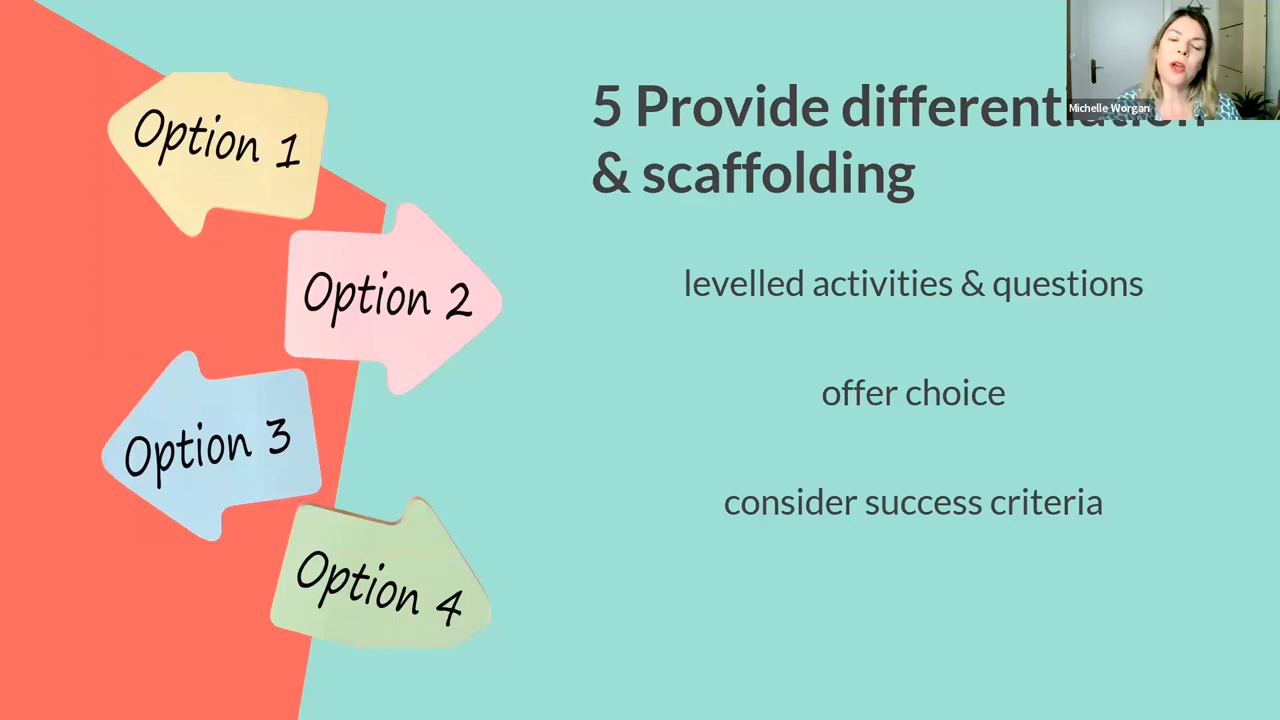 Option 1
Option 2
Option 3
Option 4
5 Provide differentiation
& scaffolding
levelled activities & questions
offer choice
consider success criteria
Michelle Worgan